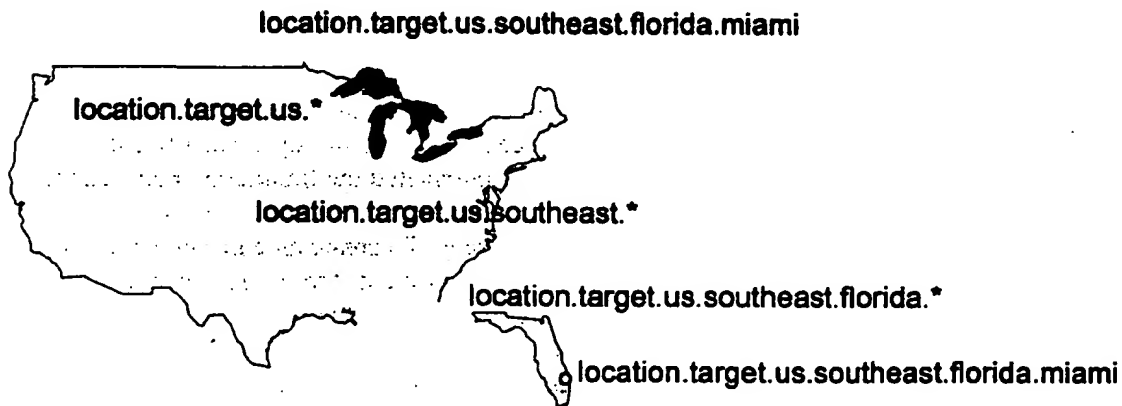 location.target.us.southeast.florida.miami
location.target.us.*
location.target.us.southeast.*
location.target.us.southeast.florida.*
location.target.us.southeast.florida.miami